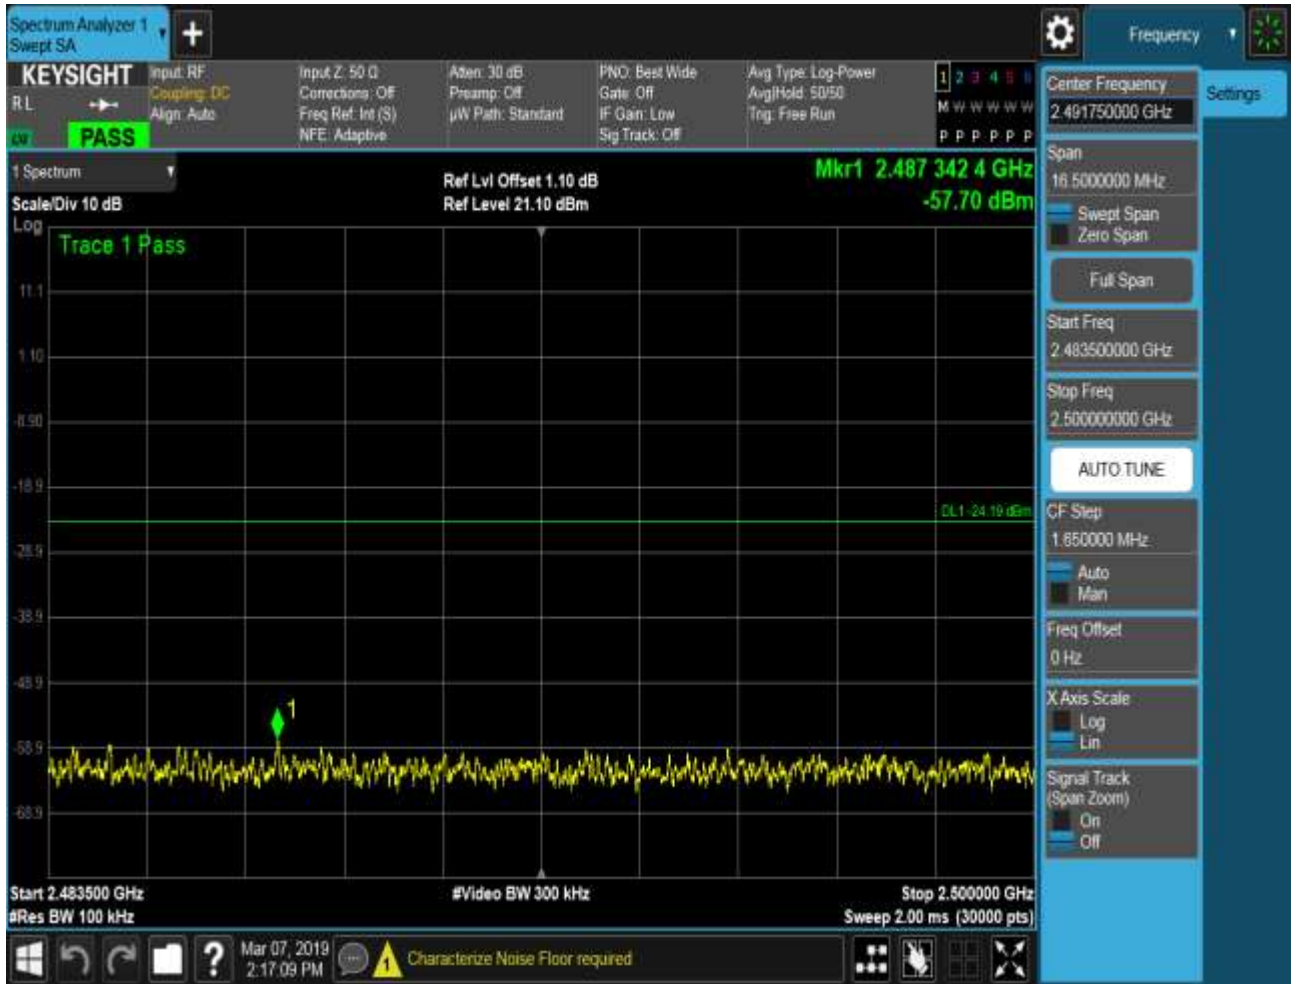 Spectrum Analyzer 1
Swept SA
Frequency
KEYSIGHT
R L
PASS
Input: RF
Coupling: DC
Align: Auto
Input Z: 50 Ω
Corrections: Off
Freq Ref: Int (S)
NFE: Adaptive
Atten: 30 dB
Preamp: Off
µW Path: Standard
PNO: Best Wide
Gate: Off
IF Gain: Low
Sig Track: Off
Avg Type: Log-Power
Avg|Hold: 50/50
Trig: Free Run
1 2 3 4 5 6
M W W W W W
P P P P P P
1 Spectrum
Scale/Div 10 dB
Log
Ref Lvl Offset 1.10 dB
Ref Level 21.10 dBm
Mkr1 2.487 342 4 GHz
-57.70 dBm
Trace 1 Pass
11.1
1.10
-8.90
-18.9
DL1 -24.19 dBm
-28.9
-38.9
-48.9
1
-58.9
-68.9
Start 2.483500 GHz
#Res BW 100 kHz
#Video BW 300 kHz
Stop 2.500000 GHz
Sweep 2.00 ms (30000 pts)
Mar 07, 2019
2:17:09 PM
?
1
Characterize Noise Floor required
Settings
Center Frequency
2.491750000 GHz
Span
16.5000000 MHz
Swept Span
Zero Span
Full Span
Start Freq
2.483500000 GHz
Stop Freq
2.500000000 GHz
AUTO TUNE
CF Step
1.650000 MHz
Auto
Man
Freq Offset
0 Hz
X Axis Scale
Log
Lin
Signal Track
(Span Zoom)
On
Off